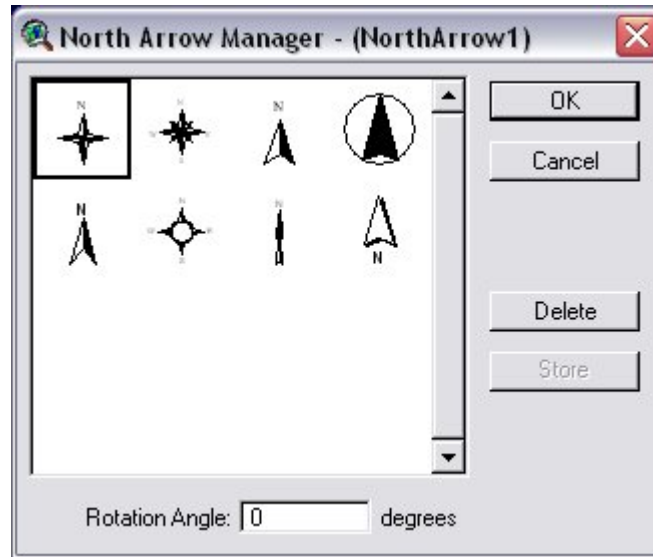 North Arrow Manager - (NorthArrow1)
N N
OK
Cancel
N
N
Delete
Store
Rotation Angle: 0 degrees